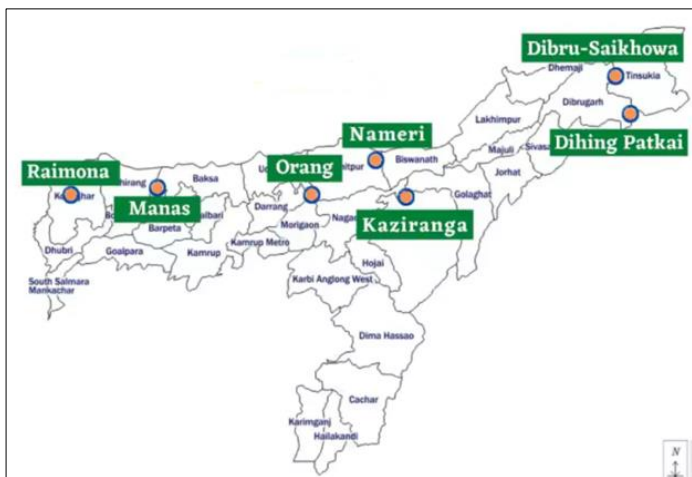 Dibru-Saikhowa
Dhemaji
Tinsukia
Dibrugarh
Lakhimpur
Dihing Patkai
Nameri
Biswanath
Majuli
Jorhat
Raimona
Orang
Baksa
Manas
Darrang
Golaghat
Kaziranga
Morigaon
Barpeta
Dhubri
Goalpara
Kamrup
Kamrup Metro
Hojai
South Salmara
Mankachar
Karbi Anglong West
Dima Hassao
Cachar
Karimganj
Hailakandi
N